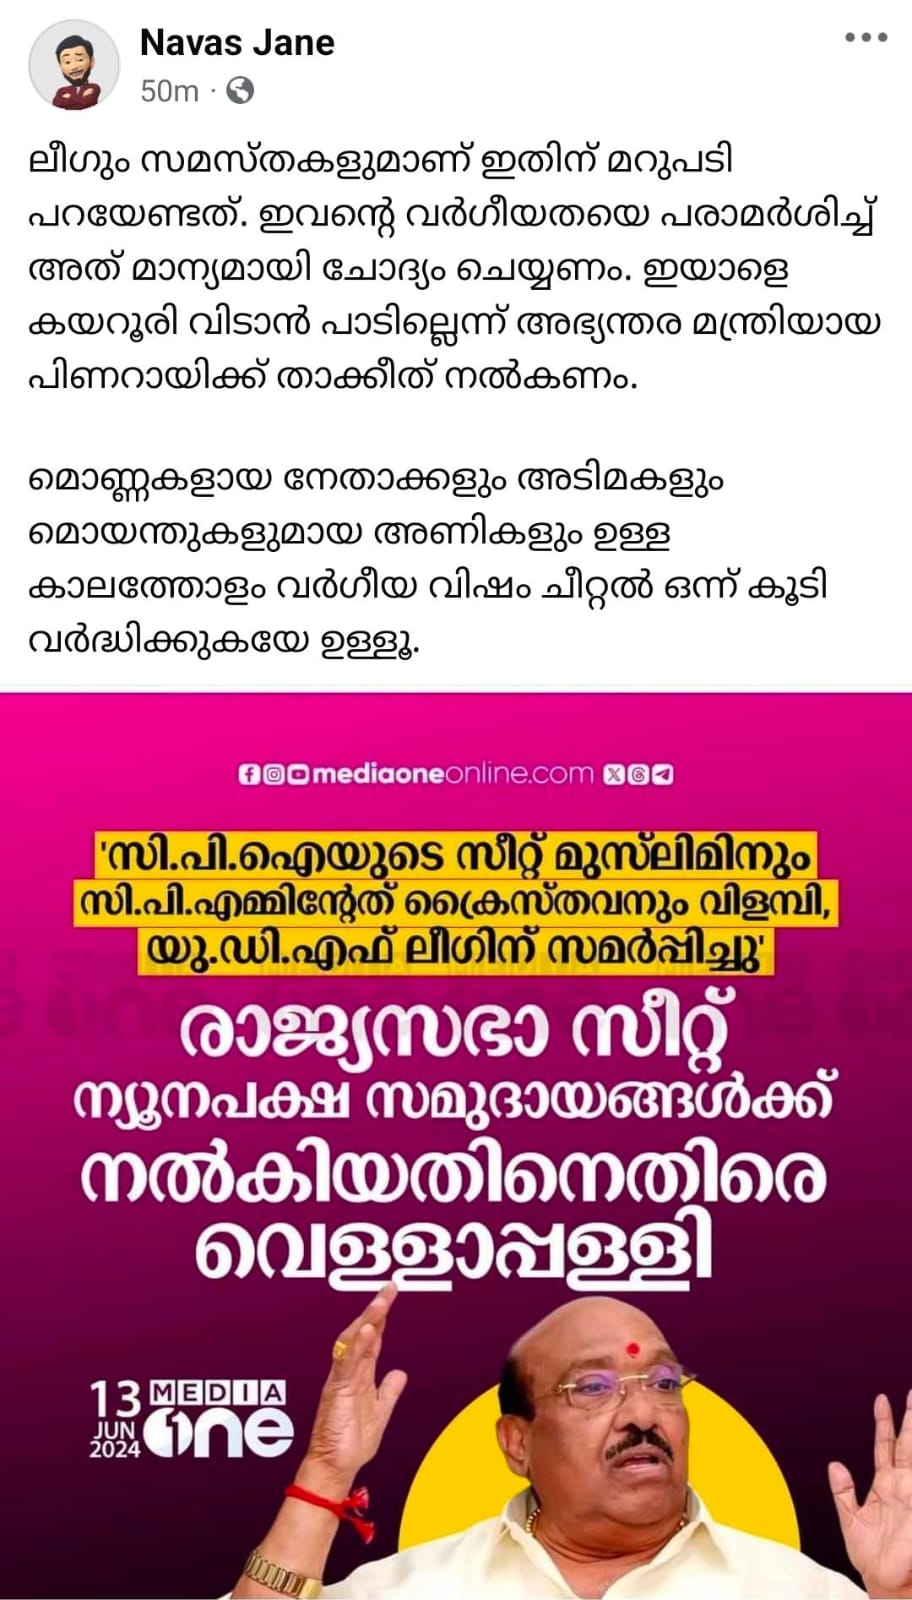 Navas Jane
50m ·
ലീഗും സമസ്തകളുമാണ് ഇതിന് മറുപടി
പറയേണ്ടത്. ഇവന്റെ വർഗീയതയെ പരാമർശിച്ച്
അത് മാന്യമായി ചോദ്യം ചെയ്യണം. ഇയാളെ
കയറൂരി വിടാൻ പാടില്ലെന്ന് അഭ്യന്തര മന്ത്രിയായ
പിണറായിക്ക് താക്കീത് നൽകണം.
മൊണ്ണകളായ നേതാക്കളും അടിമകളും
മൊയന്തുകളുമായ അണികളും ഉള്ള
കാലത്തോളം വർഗീയ വിഷം ചീറ്റൽ ഒന്ന് കൂടി
വർദ്ധിക്കുകയേ ഉള്ളൂ.
mediaoneonline.com
'സി.പി.ഐയുടെ സീറ്റ് മുസ്‌ലിമിനും
സി.പി.എമ്മിന്റേത് ക്രൈസ്തവനും വിളമ്പി,
യു.ഡി.എഫ് ലീഗിന് സമർപ്പിച്ചു'
രാജ്യസഭാ സീറ്റ്
ന്യൂനപക്ഷ സമുദായങ്ങൾക്ക്
നൽകിയതിനെതിരെ
വെള്ളാപ്പള്ളി
13 JUN 2024
MEDIA one